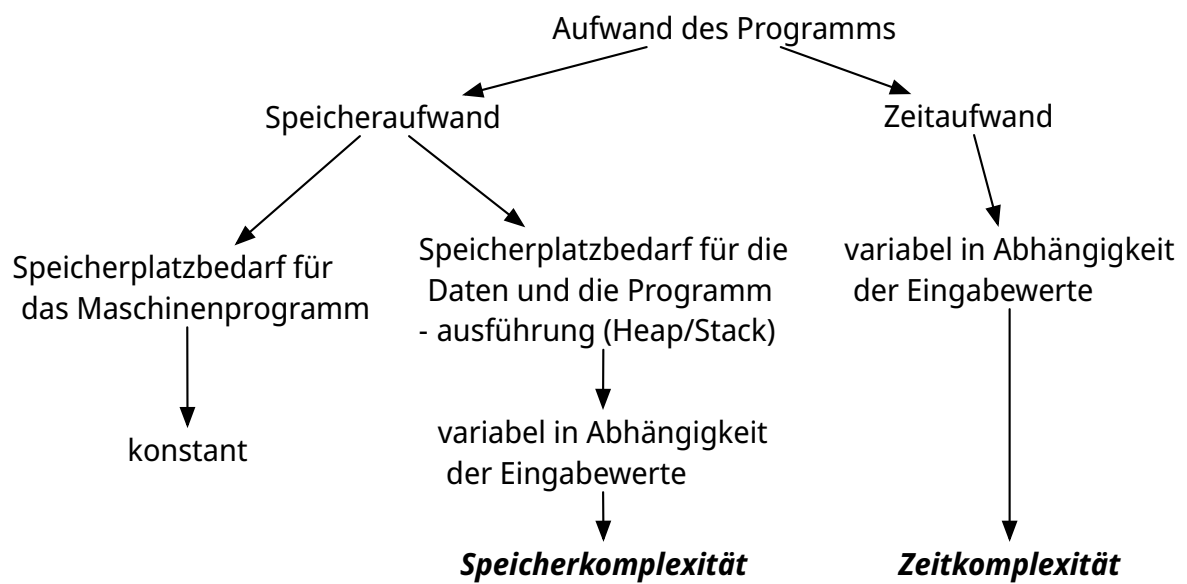 Aufwand des Programms
Speicheraufwand
Zeitaufwand
Speicherplatzbedarf für
das Maschinenprogramm
Speicherplatzbedarf für die
Daten und die Programm
- ausführung (Heap/Stack)
variabel in Abhängigkeit
der Eingabewerte
konstant
variabel in Abhängigkeit
der Eingabewerte
Speicherkomplexität
Zeitkomplexität